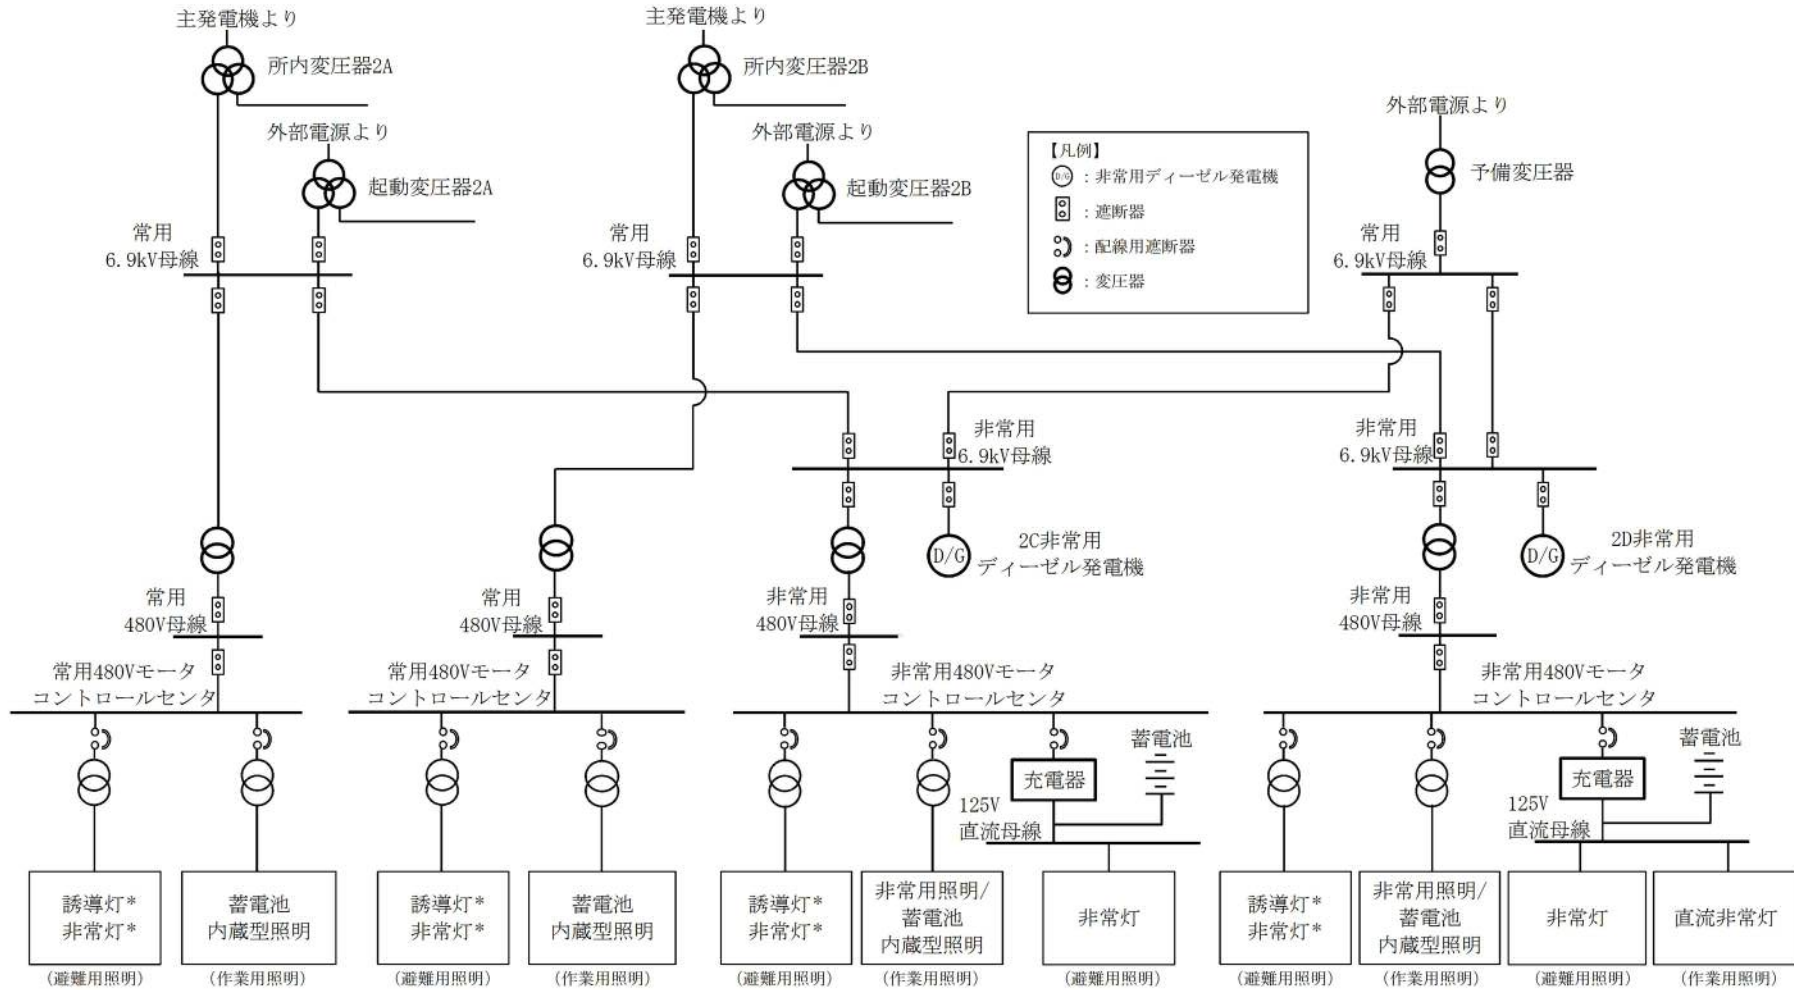 主発電機より
所内変圧器2A
外部電源より
起動変圧器2A
常用
6.9kV母線
主発電機より
所内変圧器2B
外部電源より
起動変圧器2B
常用
6.9kV母線
【凡例】
D/G : 非常用ディーゼル発電機
: 遮断器
: 配線用遮断器
: 変圧器
外部電源より
予備変圧器
常用
6.9kV母線
非常用
6.9kV母線
非常用
6.9kV母線
D/G
2C非常用
ディーゼル発電機
D/G
2D非常用
ディーゼル発電機
常用
480V母線
常用
480V母線
非常用
480V母線
非常用
480V母線
常用480Vモータ
コントロールセンタ
常用480Vモータ
コントロールセンタ
非常用480Vモータ
コントロールセンタ
非常用480Vモータ
コントロールセンタ
充電器
蓄電池
125V
直流母線
充電器
蓄電池
125V
直流母線
誘導灯*
非常灯*
(避難用照明)
蓄電池
内蔵型照明
(作業用照明)
誘導灯*
非常灯*
(避難用照明)
蓄電池
内蔵型照明
(作業用照明)
誘導灯*
非常灯*
(避難用照明)
非常用照明/
蓄電池
内蔵型照明
(作業用照明)
非常灯
(避難用照明)
誘導灯*
非常灯*
(避難用照明)
非常用照明/
蓄電池
内蔵型照明
(作業用照明)
非常灯
(避難用照明)
直流非常灯
(作業用照明)